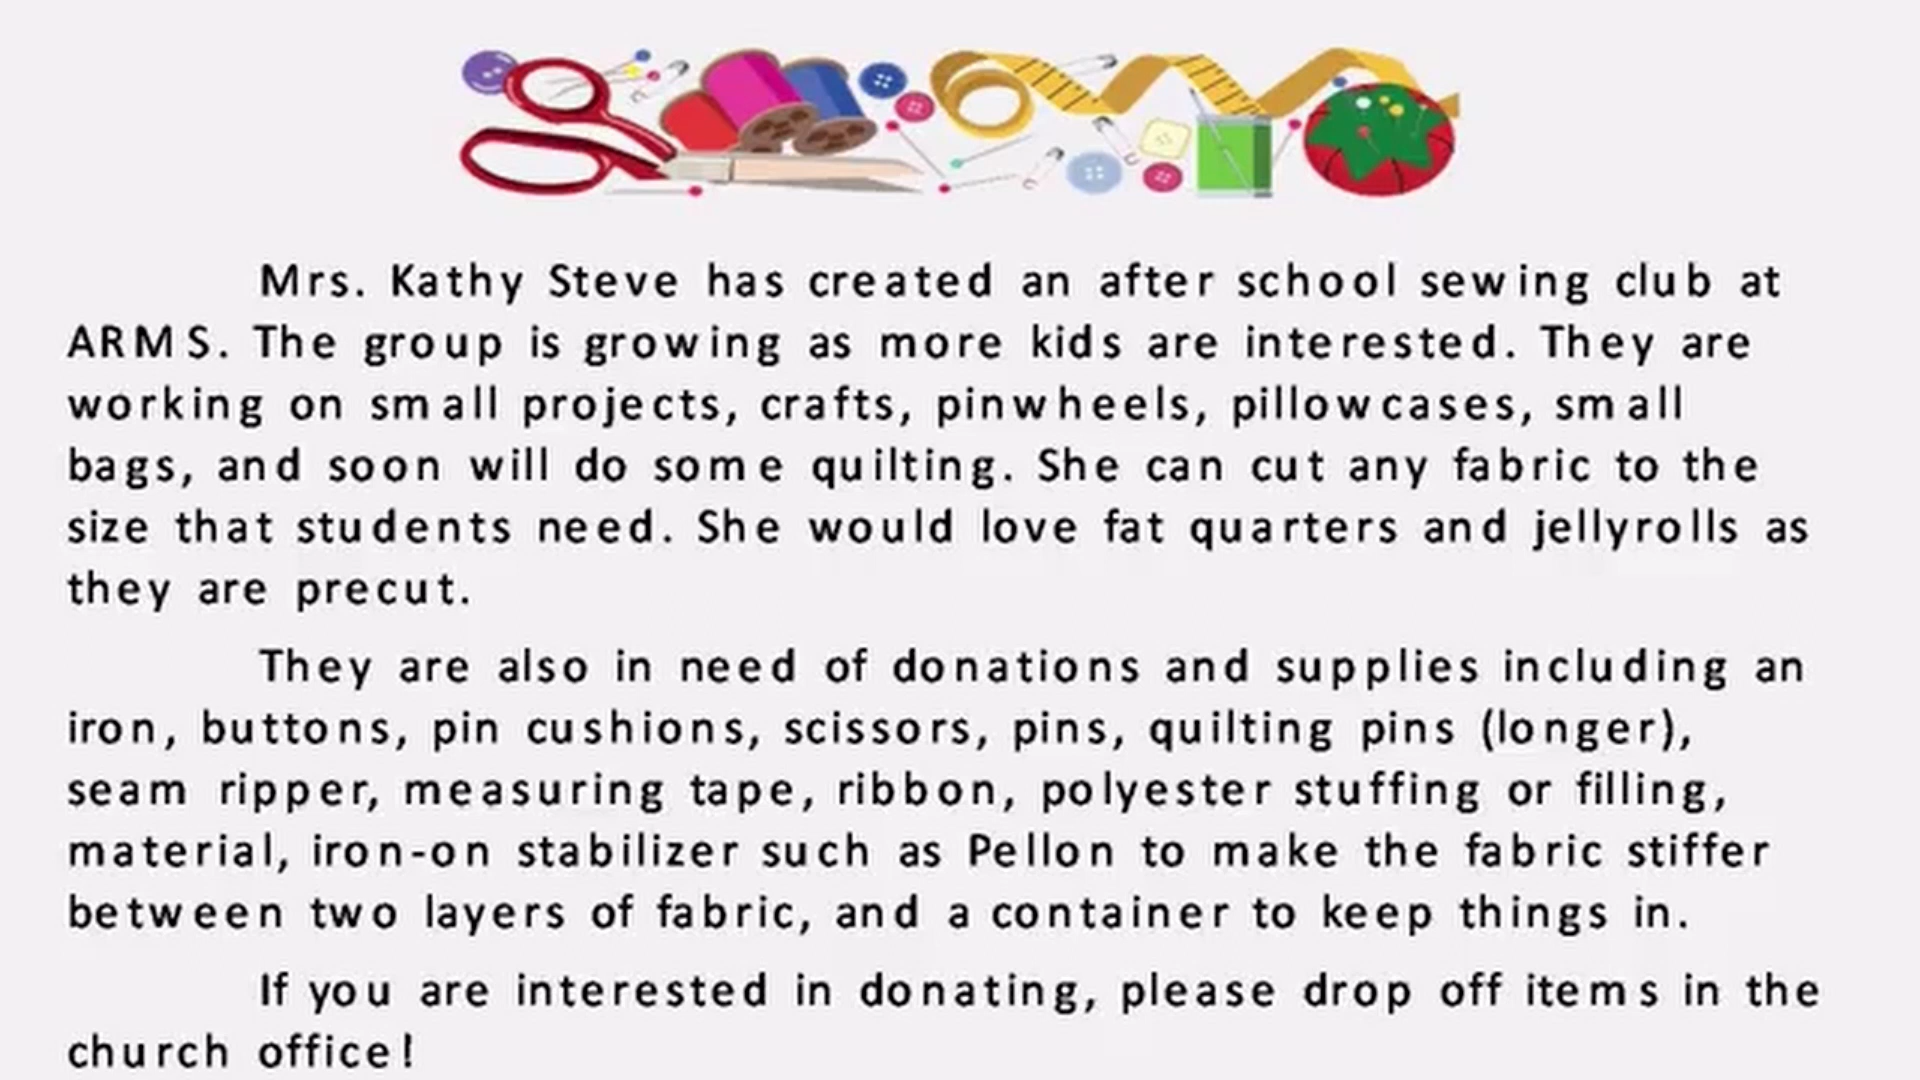 Mrs. Kathy Steve has created an after school sewing club at
ARMS. The group is growing as more kids are interested. They are
working on small projects, crafts, pinwheels, pillowcases, small
bags, and soon will do some quilting. She can cut any fabric to the
size that students need. She would love fat quarters and jellyrolls as
they are precut.
They are also in need of donations and supplies including an
iron, buttons, pin cushions, scissors, pins, quilting pins (longer),
seam ripper, measuring tape, ribbon, polyester stuffing or filling,
material, iron-on stabilizer such as Pellon to make the fabric stiffer
between two layers of fabric, and a container to keep things in.
If you are interested in donating, please drop off items in the
church office!